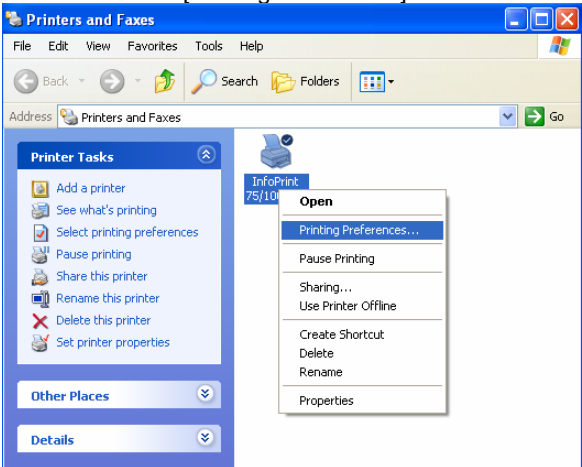 Printers and Faxes
File Edit View Favorites Tools Help
Back Search Folders
Address Printers and Faxes Go
Printer Tasks
Add a printer
See what's printing
Select printing preferences
Pause printing
Share this printer
Rename this printer
Delete this printer
Set printer properties
Other Places
Details
InfoPrint
Open
Printing Preferences...
Pause Printing
Sharing...
Use Printer Offline
Create Shortcut
Delete
Rename
Properties